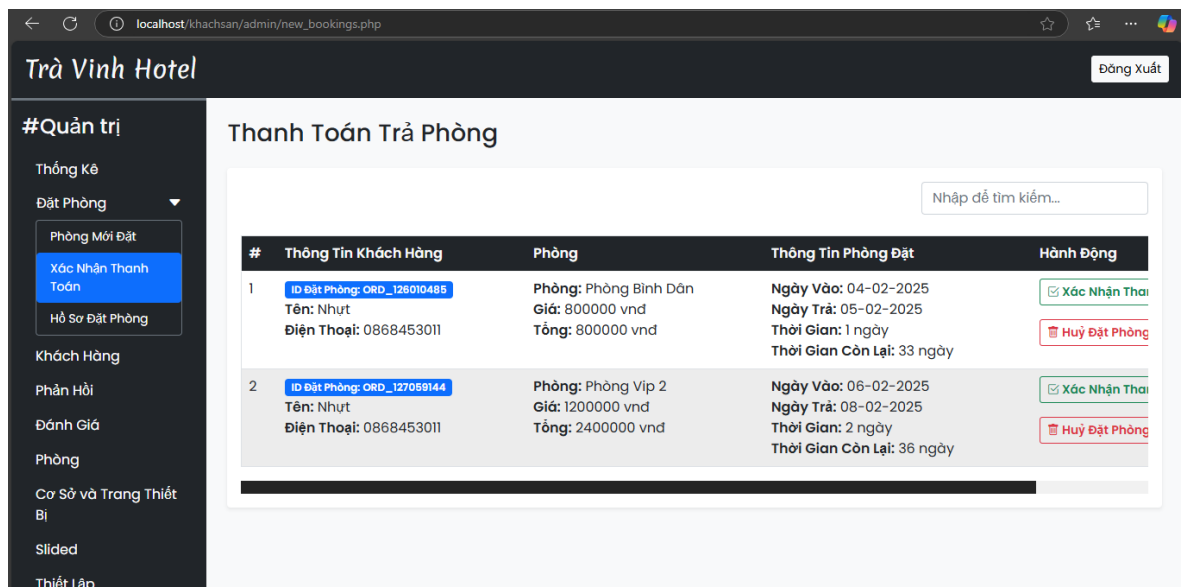 localhost/khachsan/admin/new_bookings.php
Trà Vinh Hotel
Đăng Xuất
#Quản trị
Thống Kê
Đặt Phòng
Phòng Mới Đặt
Xác Nhận Thanh
Toán
Hồ Sơ Đặt Phòng
Khách Hàng
Phản Hồi
Đánh Giá
Phòng
Cơ Sở và Trang Thiết
Bị
Slided
Thiết Lập
Thanh Toán Trả Phòng
Nhập để tìm kiếm...
# Thông Tin Khách Hàng Phòng Thông Tin Phòng Đặt Hành Động
1 ID Đặt Phòng: ORD_126010485 Phòng: Phòng Bình Dân Ngày Vào: 04-02-2025 Xác Nhận Thar
Tên: Nhựt Giá: 800000 vnđ Ngày Trả: 05-02-2025
Điện Thoại: 0868453011 Tổng: 800000 vnđ Thời Gian: 1 ngày Huỷ Đặt Phòng
Thời Gian Còn Lại: 33 ngày
2 ID Đặt Phòng: ORD_127059144 Phòng: Phòng Vip 2 Ngày Vào: 06-02-2025 Xác Nhận Thar
Tên: Nhựt Giá: 1200000 vnđ Ngày Trả: 08-02-2025
Điện Thoại: 0868453011 Tổng: 2400000 vnđ Thời Gian: 2 ngày Huỷ Đặt Phòng
Thời Gian Còn Lại: 36 ngày